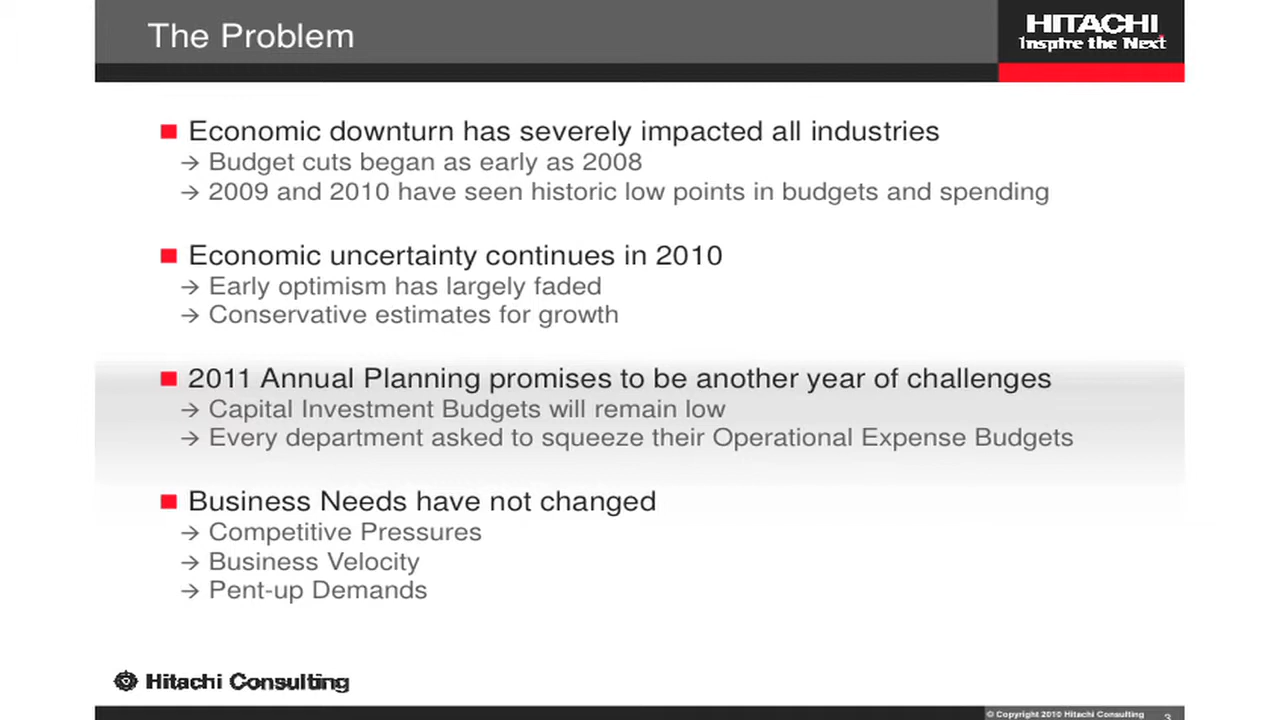 The Problem
HITACHI
Inspire the Next
Economic downturn has severely impacted all industries
→ Budget cuts began as early as 2008
→ 2009 and 2010 have seen historic low points in budgets and spending
Economic uncertainty continues in 2010
→ Early optimism has largely faded
→ Conservative estimates for growth
2011 Annual Planning promises to be another year of challenges
→ Capital Investment Budgets will remain low
→ Every department asked to squeeze their Operational Expense Budgets
Business Needs have not changed
→ Competitive Pressures
→ Business Velocity
→ Pent-up Demands
Hitachi Consulting
© Copyright 2010 Hitachi Consulting
3